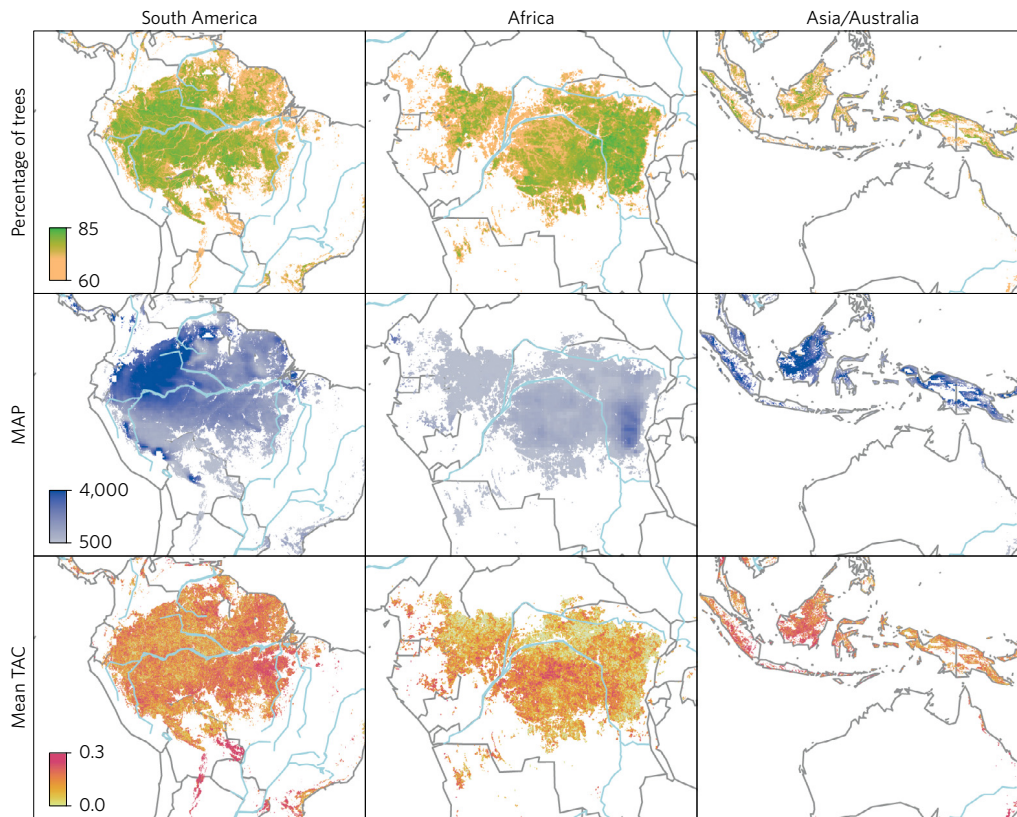 South America
Africa
Asia/Australia
Percentage of trees
85
60
MAP
4,000
500
Mean TAC
0.3
0.0